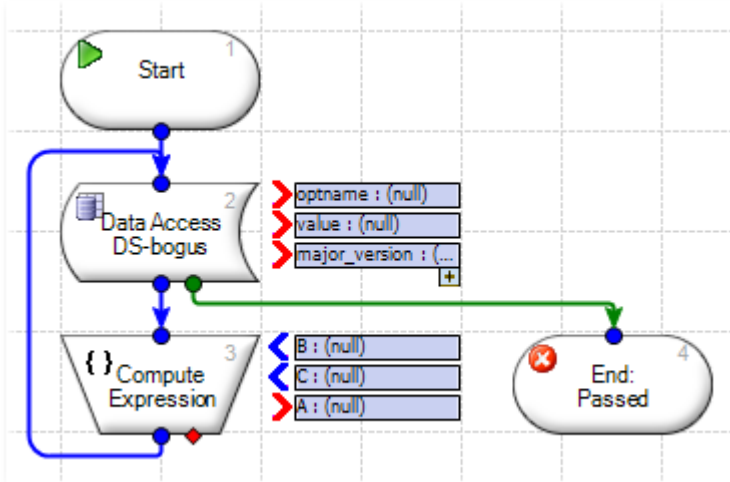 1
Start
2
Data Access
DS-bogus
optname : (null)
value : (null)
major_version : (...
+
3
{ } Compute
Expression
B : (null)
C : (null)
A : (null)
4
End:
Passed